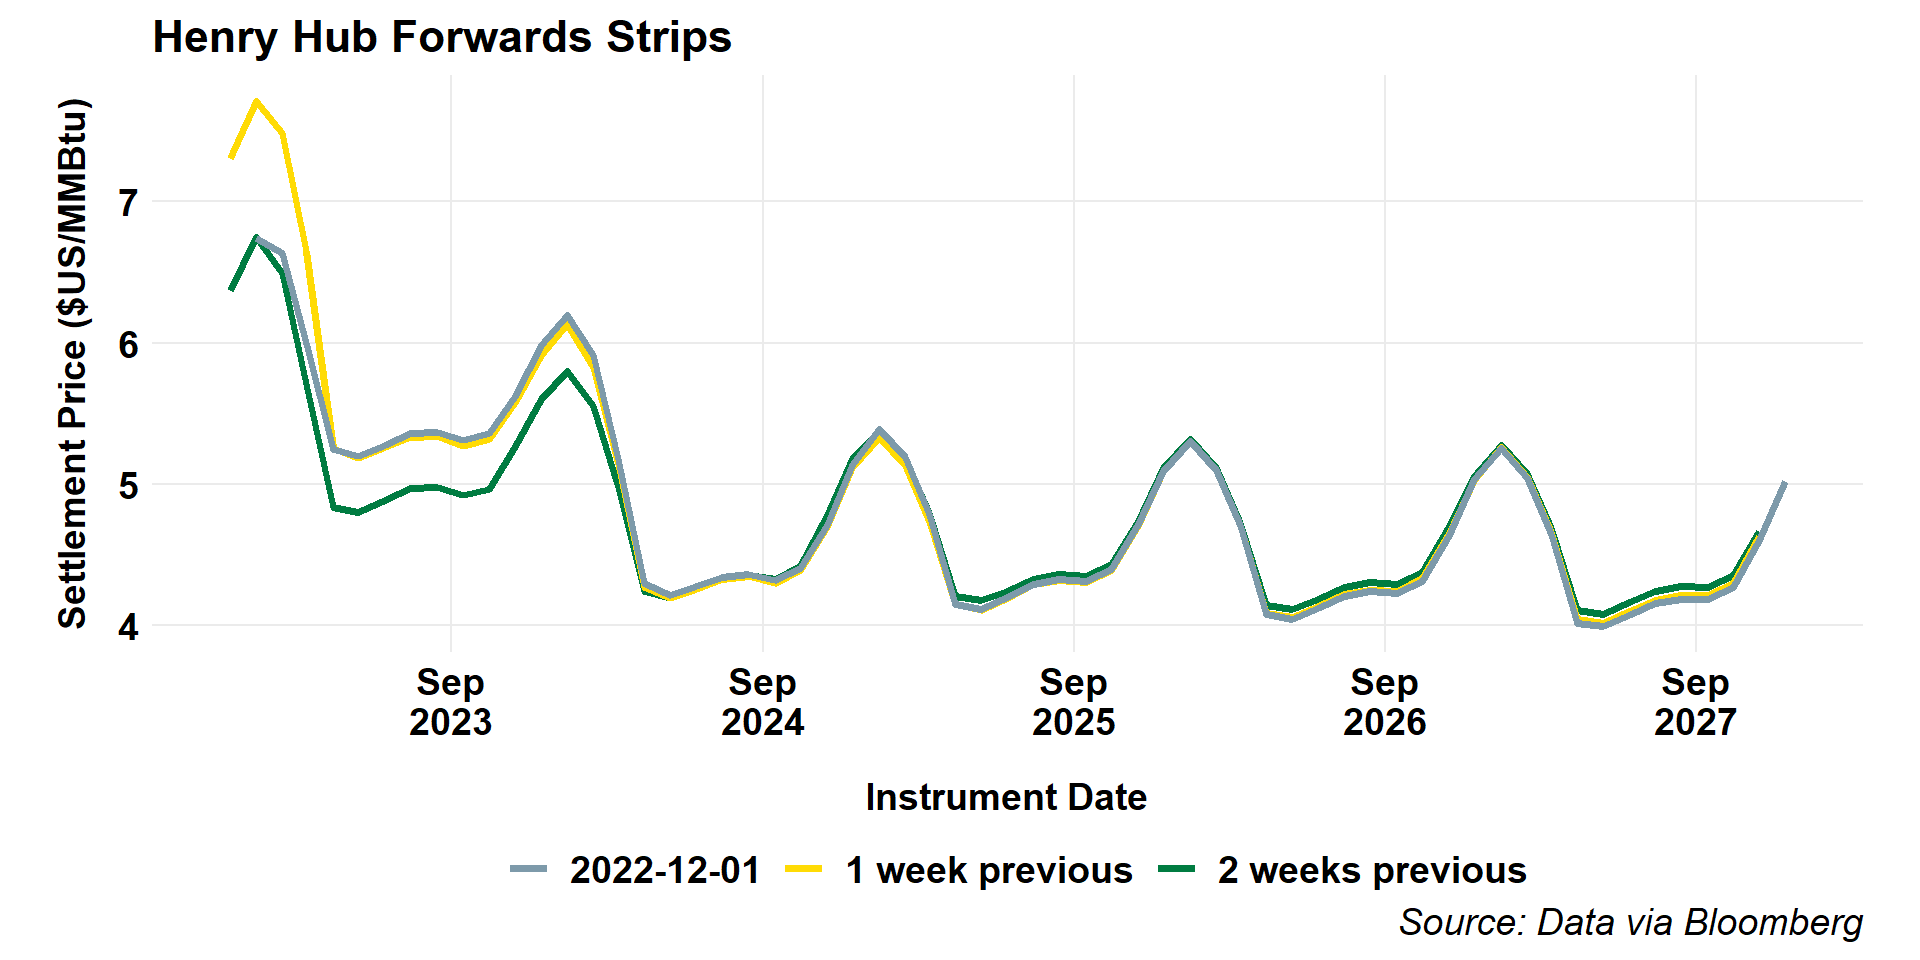 Henry Hub Forwards Strips
Settlement Price ($US/MMBtu)
7
6
5
4
Sep
2023
Sep
2024
Sep
2025
Sep
2026
Sep
2027
Instrument Date
2022-12-01
1 week previous
2 weeks previous
Source: Data via Bloomberg